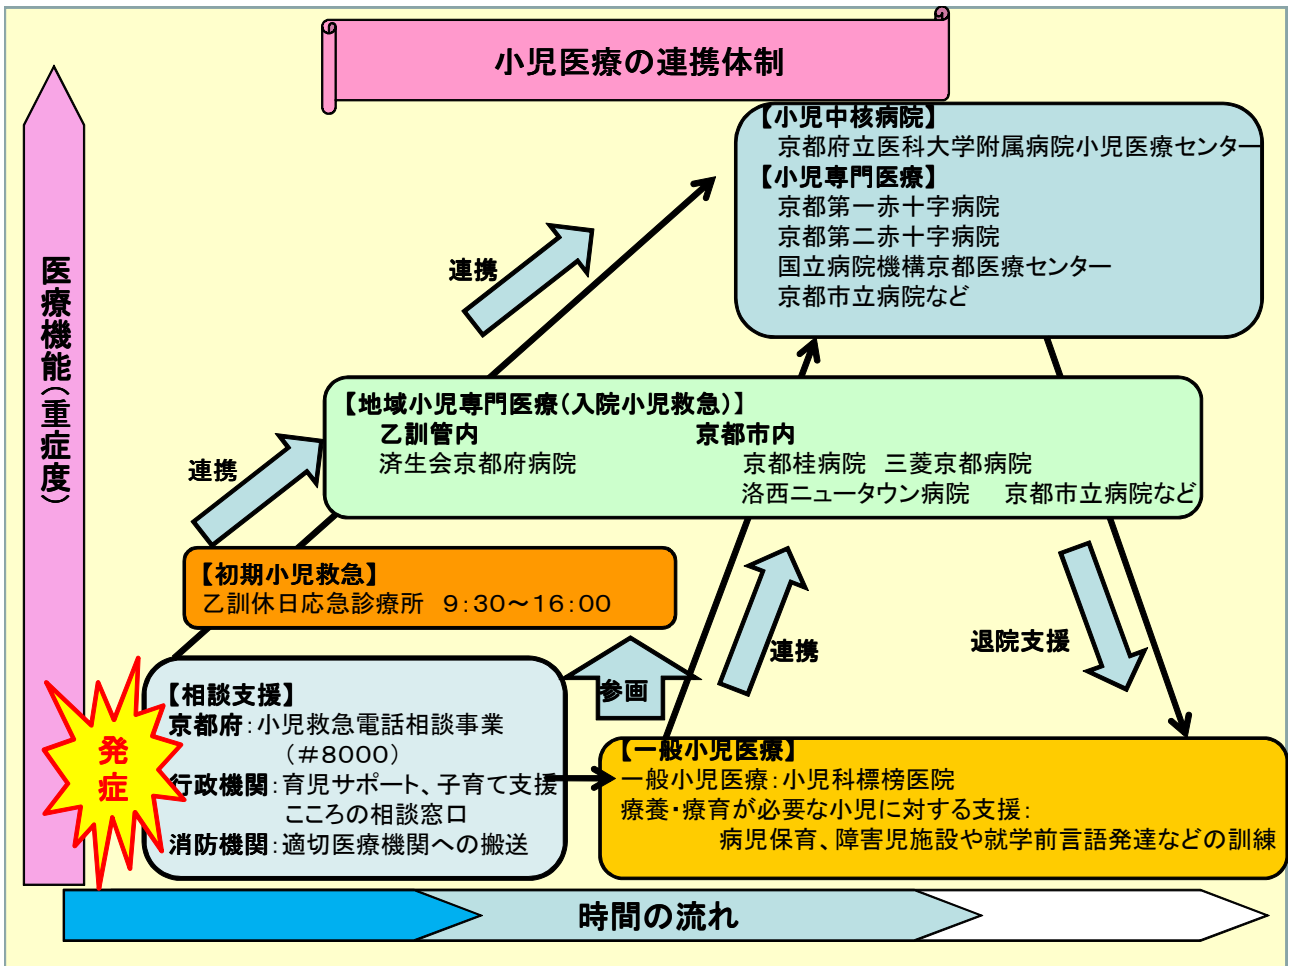 小児医療の連携体制
【小児中核病院】
京都府立医科大学附属病院小児医療センター
【小児専門医療】
京都第一赤十字病院
京都第二赤十字病院
国立病院機構京都医療センター
京都市立病院など
医療機能(重症度)
連携
【地域小児専門医療(入院小児救急)】
乙訓管内 京都市内
済生会京都府病院 京都桂病院 三菱京都病院
洛西ニュータウン病院 京都市立病院など
連携
【初期小児救急】
乙訓休日応急診療所 9:30～16:00
参画
連携
退院支援
発症
【相談支援】
京都府:小児救急電話相談事業
(＃8000)
行政機関:育児サポート、子育て支援
こころの相談窓口
消防機関:適切医療機関への搬送
【一般小児医療】
一般小児医療:小児科標榜医院
療養・療育が必要な小児に対する支援:
病児保育、障害児施設や就学前言語発達などの訓練
時間の流れ